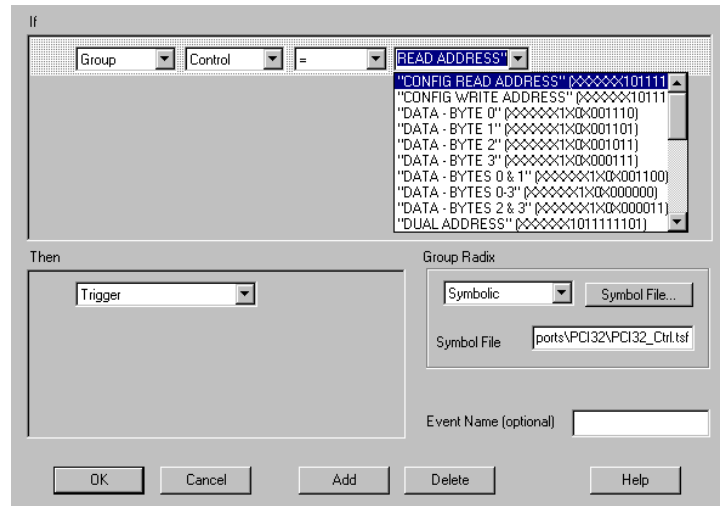 If
Group Control = READ ADDRESS"
"CONFIG READ ADDRESS" (XXXXXX101111
"CONFIG WRITE ADDRESS" (XXXXXX10111
"DATA - BYTE 0" (XXXXXX1X0X001110)
"DATA - BYTE 1" (XXXXXX1X0X001101)
"DATA - BYTE 2" (XXXXXX1X0X001011)
"DATA - BYTE 3" (XXXXXX1X0X000111)
"DATA - BYTES 0 & 1" (XXXXXX1X0X001100)
"DATA - BYTES 0-3" (XXXXXX1X0X000000)
"DATA - BYTES 2 & 3" (XXXXXX1X0X000011)
"DUAL ADDRESS" (XXXXXX1011111101)
Then
Trigger
Group Radix
Symbolic Symbol File...
Symbol File ports\PCI32\PCI32_Ctrl.tsf
Event Name (optional)
OK Cancel Add Delete Help